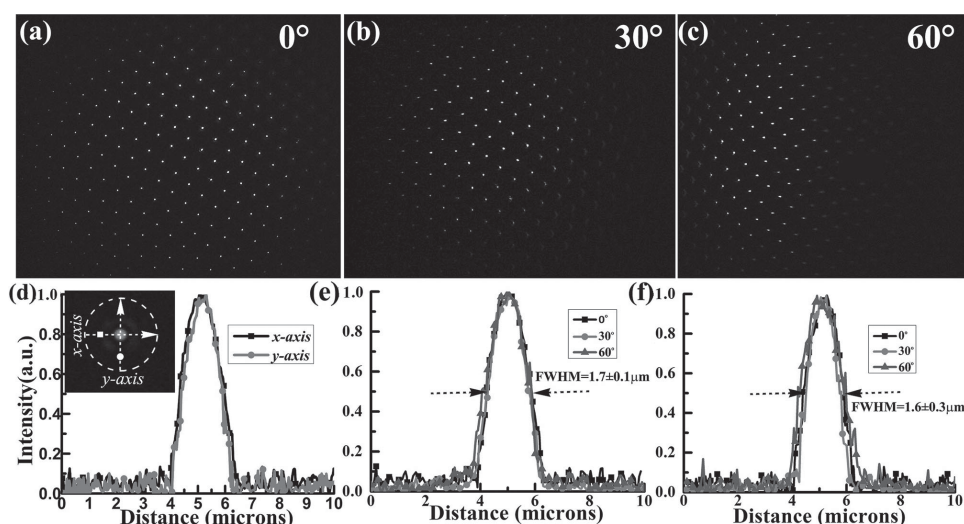 (a) 0°
(b) 30°
(c) 60°
(d)
Intensity(a.u.)
1.0
0.8
0.6
0.4
0.2
0.0
x-axis
y-axis
x-axis
y-axis
0 1 2 3 4 5 6 7 8 9 10
Distance (microns)
(e)
1.0
0.8
0.6
0.4
0.2
0.0
0°
30°
60°
FWHM=1.7±0.1μm
0 2 4 6 8 10
Distance (microns)
(f)
1.0
0.8
0.6
0.4
0.2
0.0
0°
30°
60°
FWHM=1.6±0.3μm
0 2 4 6 8 10
Distance (microns)